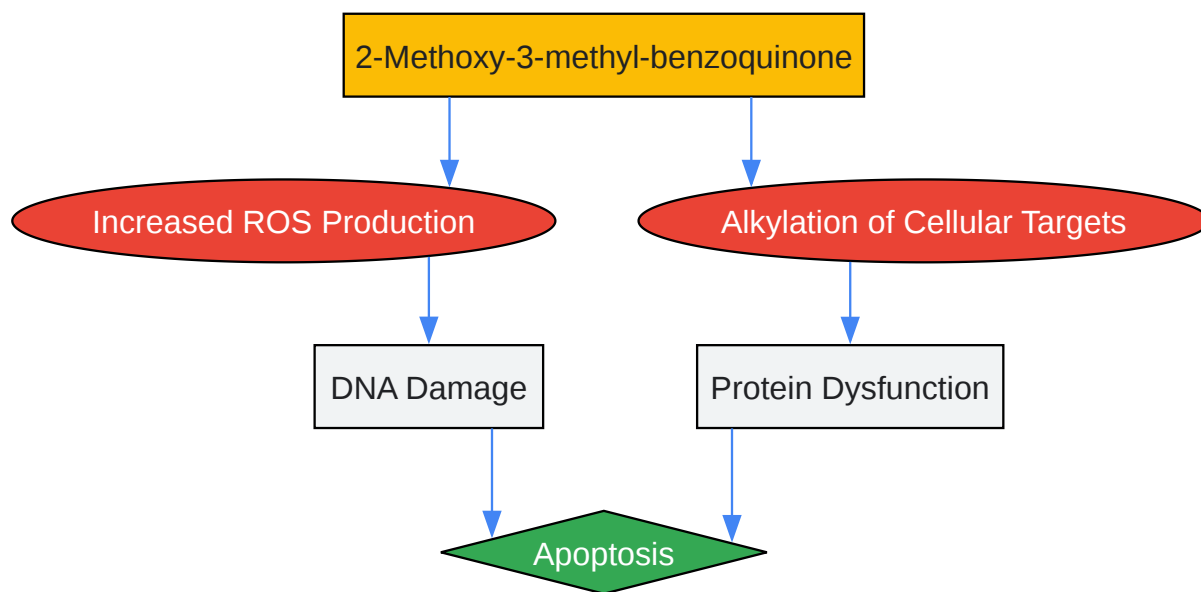 2-Methoxy-3-methyl-benzoquinone
Increased ROS Production
Alkylation of Cellular Targets
DNA Damage
Protein Dysfunction
Apoptosis